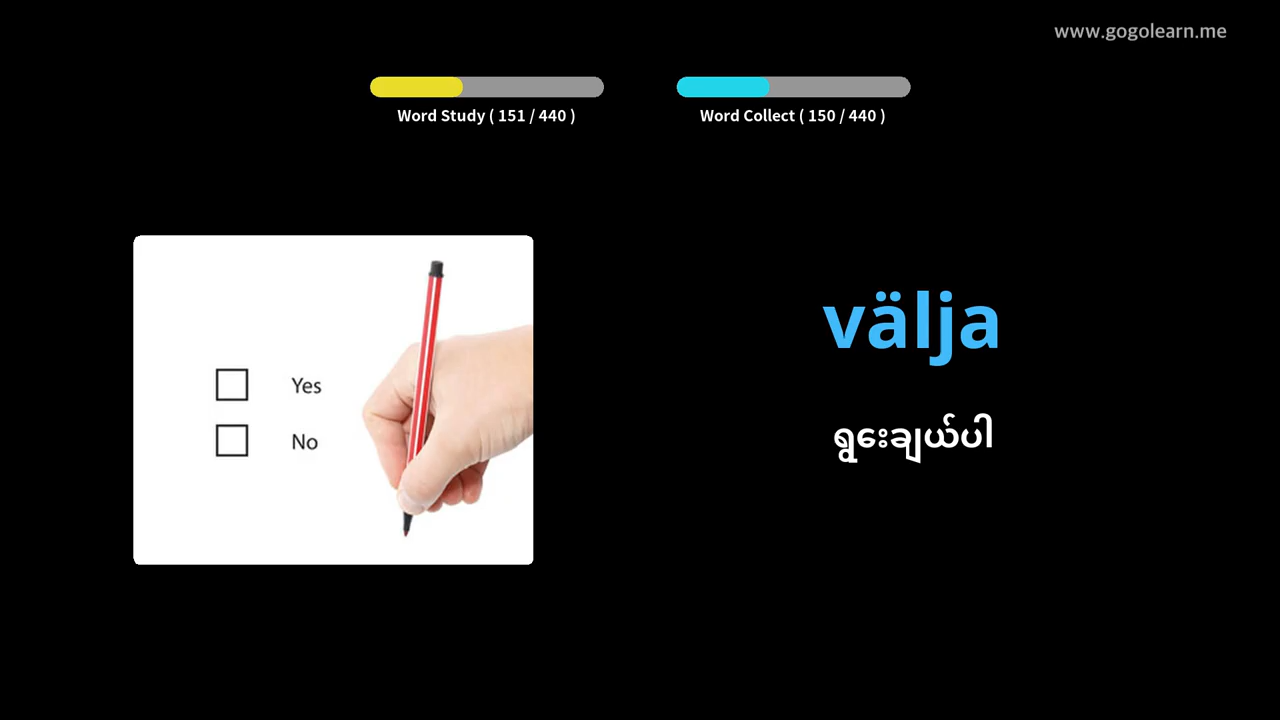 www.gogolearn.me
Word Study ( 151 / 440 )
Word Collect ( 150 / 440 )
Yes
No
välja
ရွေးချယ်ပါ